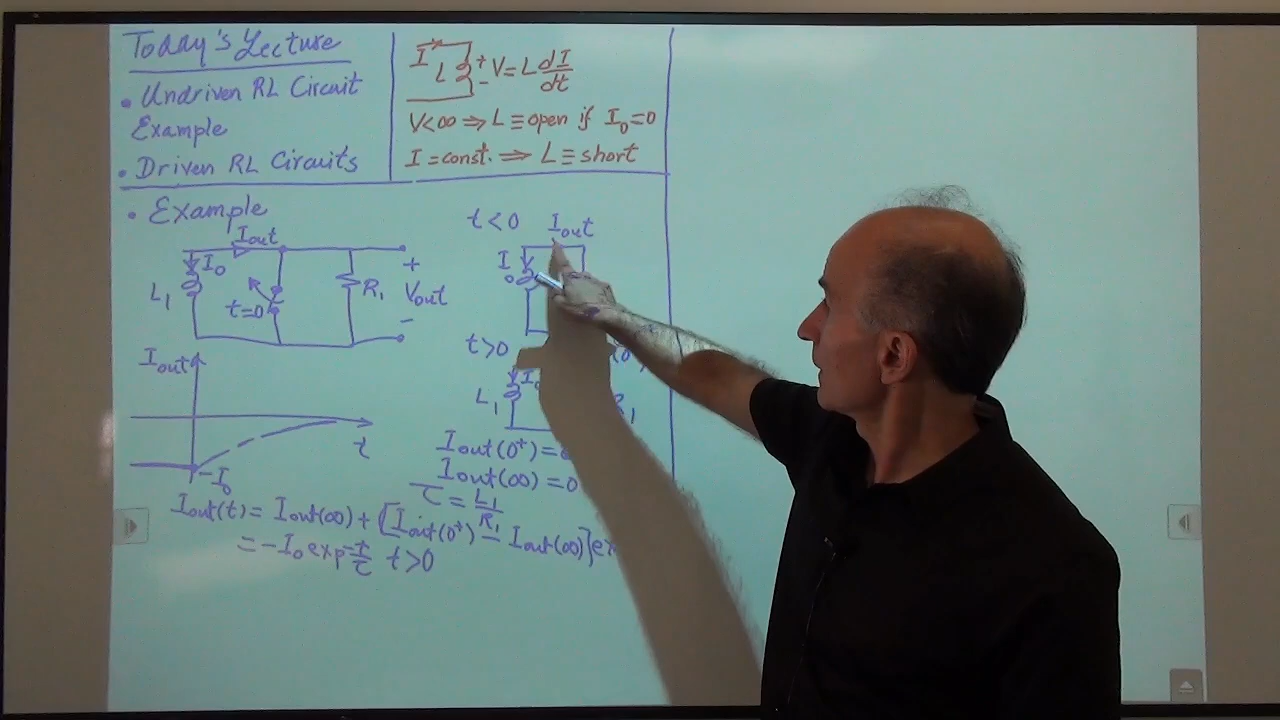 Today's Lecture
• Undriven RL Circuit
Example
• Driven RL Circuits
I L + - V = L dI/dt
V<∞ ⇒ L ≡ open if I₀=0
I = const. ⇒ L ≡ short
• Example
Iout
I₀
L₁
t=0
R₁
+
Vout
-
Iout
t
-I₀
t<0 Iout
I₀
t>0
I₀
L₁
Iout(0⁺)=
Iout(∞)=0
τ = L₁/R₁
Iout(t) = Iout(∞) + [Iout(0⁺) - Iout(∞)]
= -I₀ exp -t/τ t>0